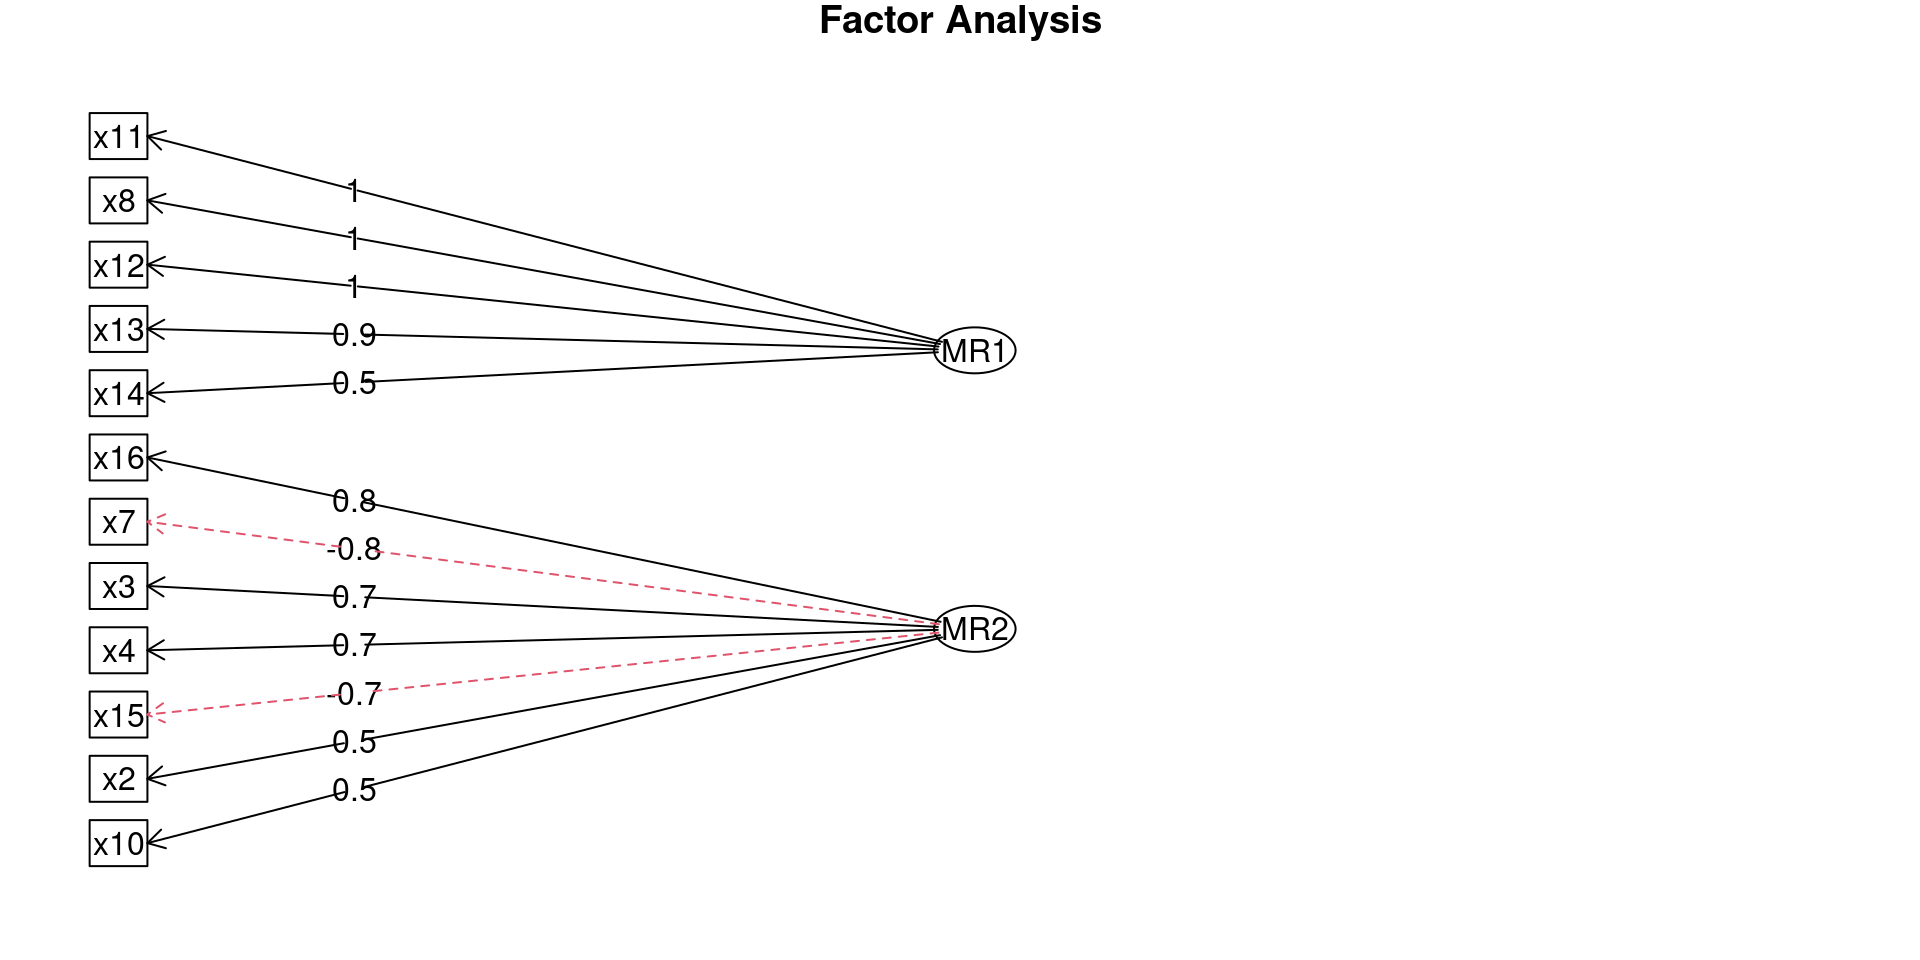 Factor Analysis
x11
x8
x12
x13
x14
x16
x7
x3
x4
x15
x2
x10
1
1
1
0.9
0.5
0.8
-0.8
0.7
0.7
-0.7
0.5
0.5
MR1
MR2